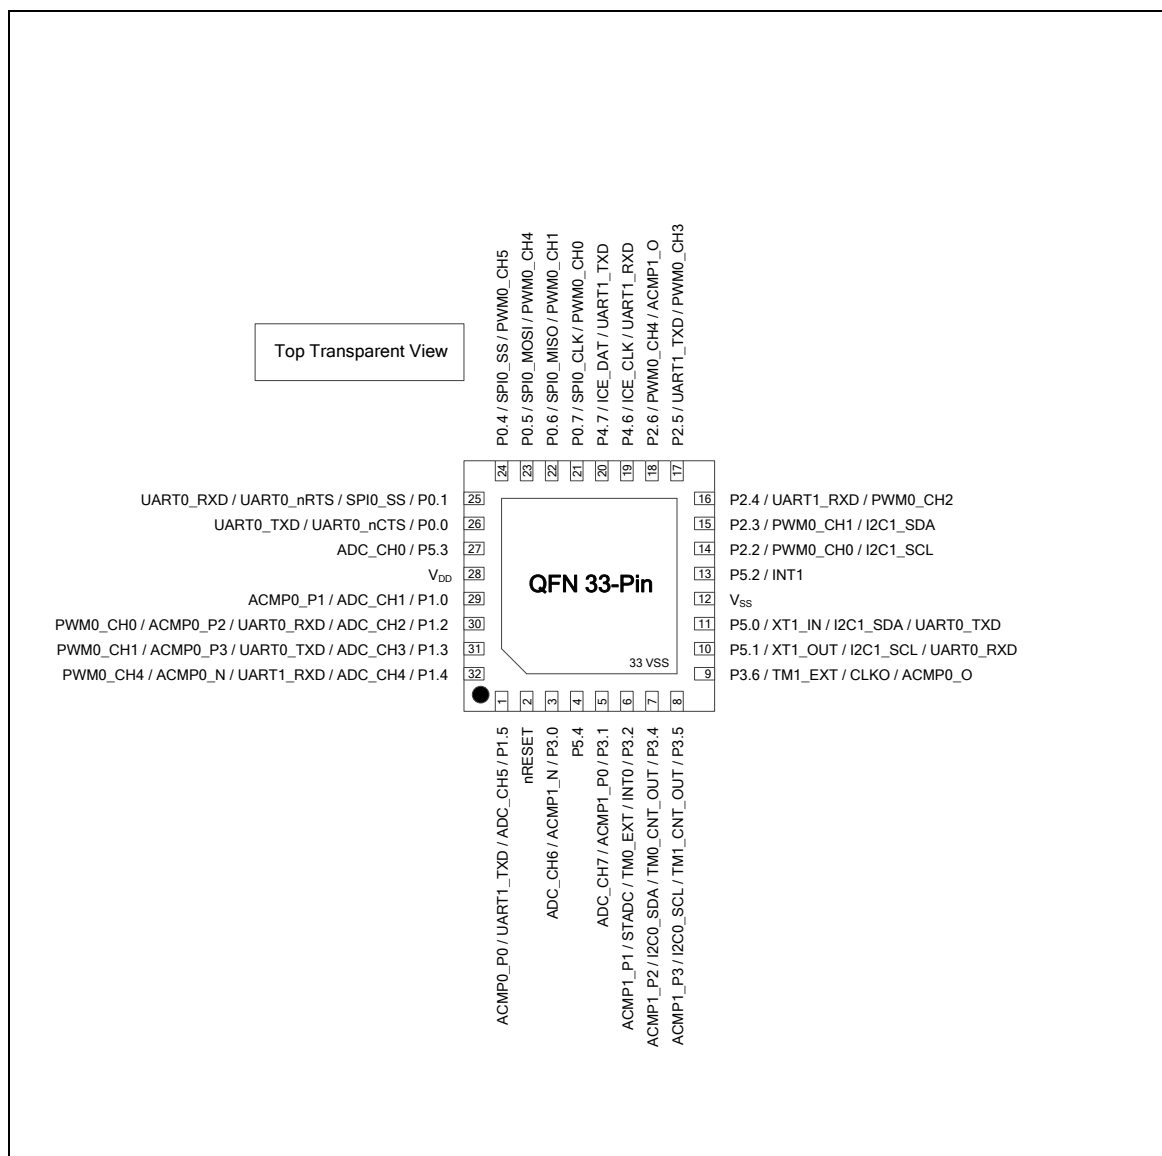 P0.4 / SPI0_SS / PWM0_CH5
P0.5 / SPI0_MOSI / PWM0_CH4
P0.6 / SPI0_MISO / PWM0_CH1
P0.7 / SPI0_CLK / PWM0_CH0
P4.7 / ICE_DAT / UART1_TXD
P4.6 / ICE_CLK / UART1_RXD
P2.6 / PWM0_CH4 / ACMP1_O
P2.5 / UART1_TXD / PWM0_CH3
Top Transparent View
24 23 22 21 20 19 18 17
UART0_RXD / UART0_nRTS / SPI0_SS / P0.1 25
UART0_TXD / UART0_nCTS / P0.0 26
ADC_CH0 / P5.3 27
VDD 28
ACMP0_P1 / ADC_CH1 / P1.0 29
PWM0_CH0 / ACMP0_P2 / UART0_RXD / ADC_CH2 / P1.2 30
PWM0_CH1 / ACMP0_P3 / UART0_TXD / ADC_CH3 / P1.3 31
PWM0_CH4 / ACMP0_N / UART1_RXD / ADC_CH4 / P1.4 32
QFN 33-Pin
33 VSS
16 P2.4 / UART1_RXD / PWM0_CH2
15 P2.3 / PWM0_CH1 / I2C1_SDA
14 P2.2 / PWM0_CH0 / I2C1_SCL
13 P5.2 / INT1
12 VSS
11 P5.0 / XT1_IN / I2C1_SDA / UART0_TXD
10 P5.1 / XT1_OUT / I2C1_SCL / UART0_RXD
9 P3.6 / TM1_EXT / CLKO / ACMP0_O
1 2 3 4 5 6 7 8
ACMP0_P0 / UART1_TXD / ADC_CH5 / P1.5
nRESET
ADC_CH6 / ACMP1_N / P3.0
P5.4
ADC_CH7 / ACMP1_P0 / P3.1
ACMP1_P1 / STADC / TM0_EXT / INT0 / P3.2
ACMP1_P2 / I2C0_SDA / TM0_CNT_OUT / P3.4
ACMP1_P3 / I2C0_SCL / TM1_CNT_OUT / P3.5